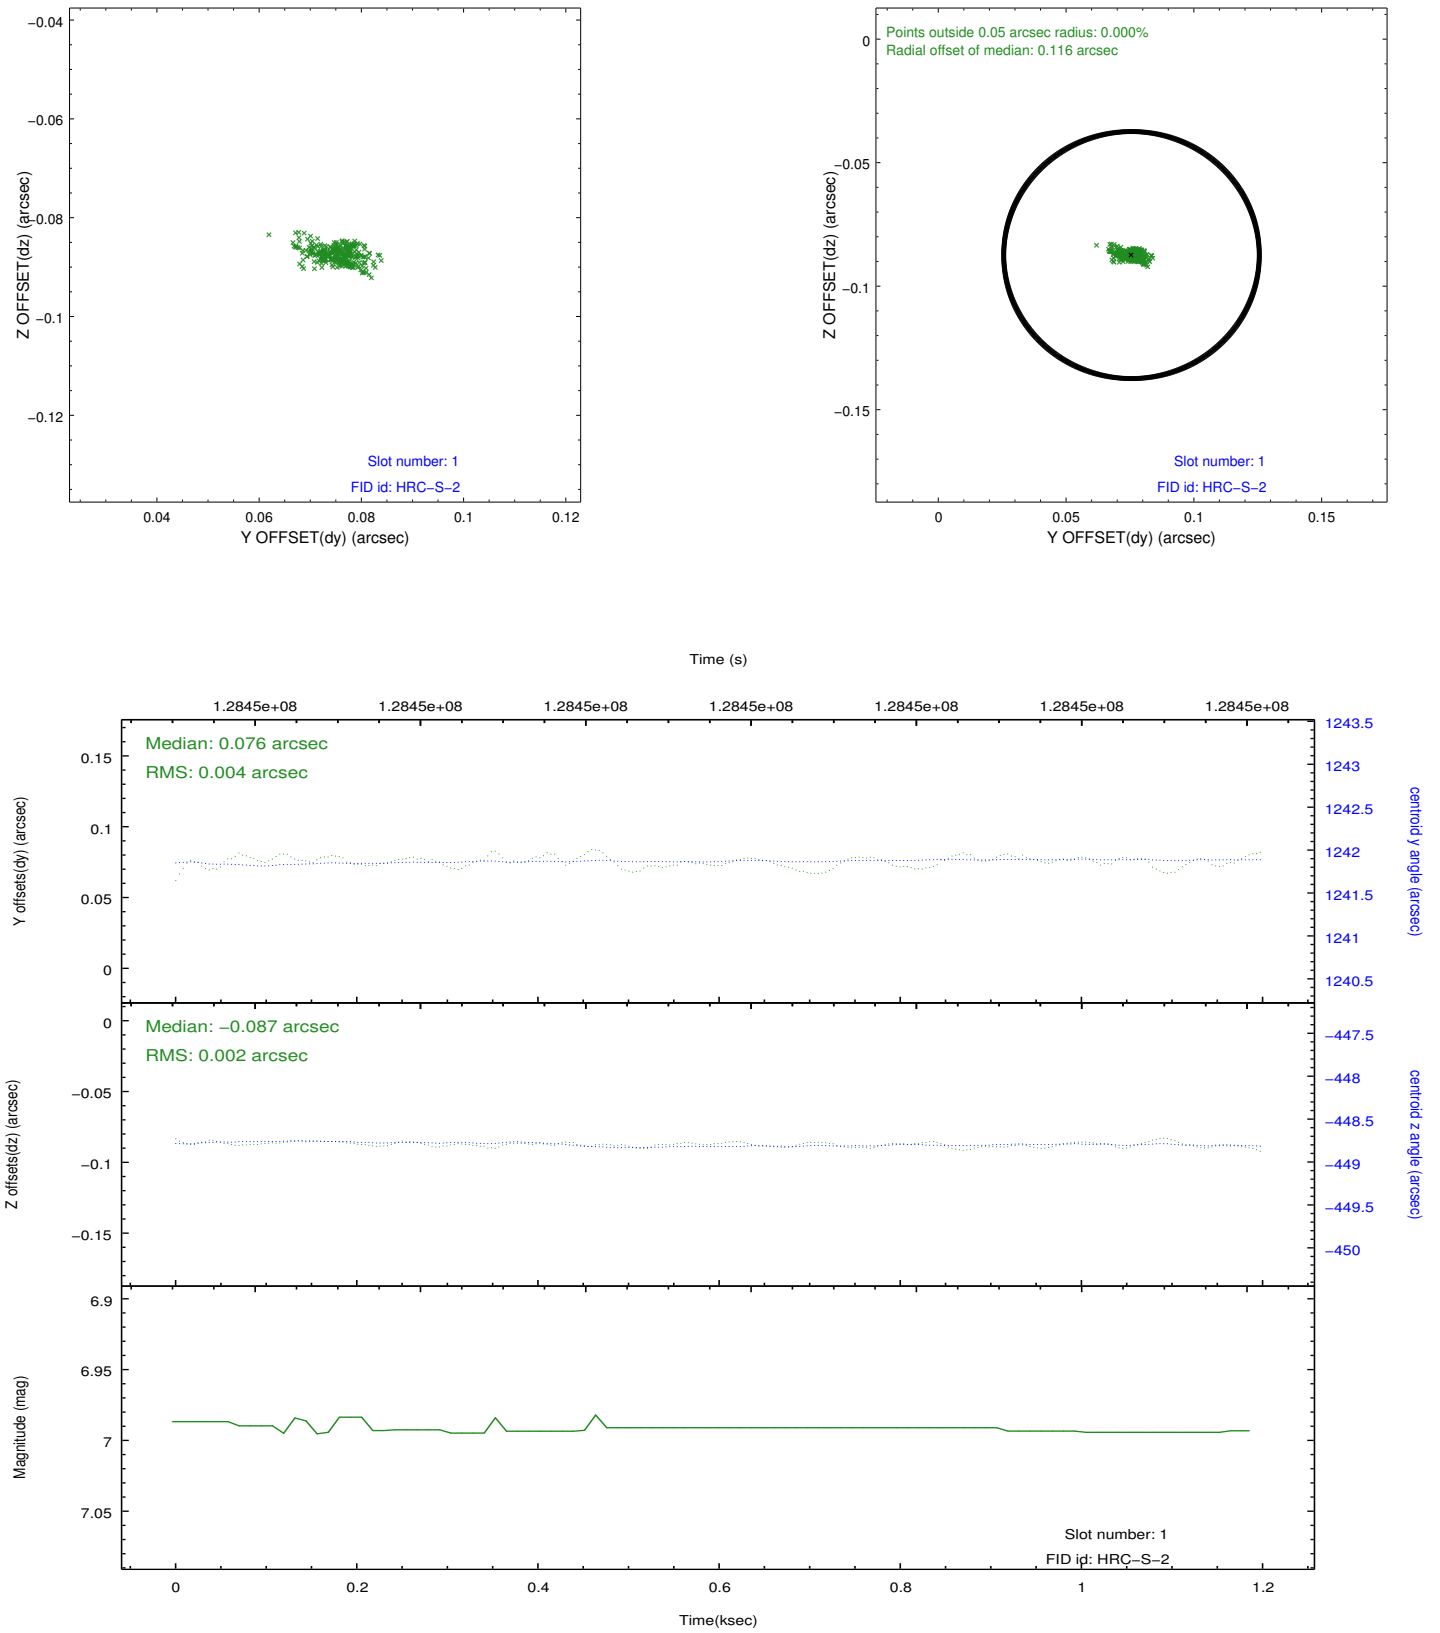 −0.04
−0.06
−0.08
−0.1
−0.12
Z OFFSET(dz) (arcsec)
Slot number: 1
FID id: HRC−S−2
0.04 0.06 0.08 0.1 0.12
Y OFFSET(dy) (arcsec)
Points outside 0.05 arcsec radius: 0.000%
Radial offset of median: 0.116 arcsec
0
−0.05
−0.1
−0.15
Z OFFSET(dz) (arcsec)
Slot number: 1
FID id: HRC−S−2
0 0.05 0.1 0.15
Y OFFSET(dy) (arcsec)
Time (s)
1.2845e+08 1.2845e+08 1.2845e+08 1.2845e+08 1.2845e+08 1.2845e+08 1.2845e+08
Median: 0.076 arcsec
RMS: 0.004 arcsec
0.15
0.1
0.05
0
Y offsets(dy) (arcsec)
1243.5
1243
1242.5
1242
1241.5
1241
1240.5
centroid y angle (arcsec)
Median: −0.087 arcsec
RMS: 0.002 arcsec
0
−0.05
−0.1
−0.15
Z offsets(dz) (arcsec)
−447.5
−448
−448.5
−449
−449.5
−450
centroid z angle (arcsec)
6.9
6.95
7
7.05
Magnitude (mag)
Slot number: 1
FID id: HRC−S−2
0 0.2 0.4 0.6 0.8 1 1.2
Time(ksec)